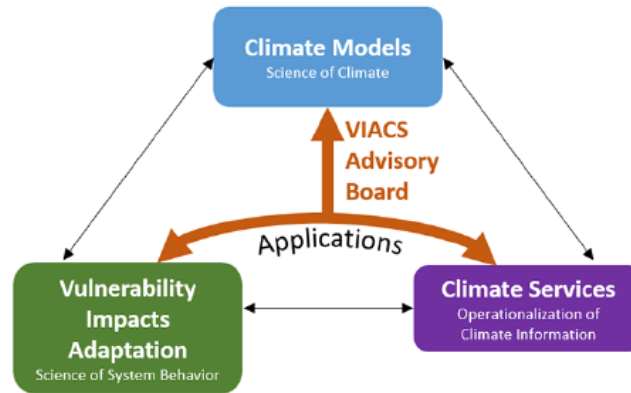 Climate Models
Science of Climate
VIACS
Advisory
Board
Applications
Vulnerability
Impacts
Adaptation
Science of System Behavior
Climate Services
Operationalization of
Climate Information